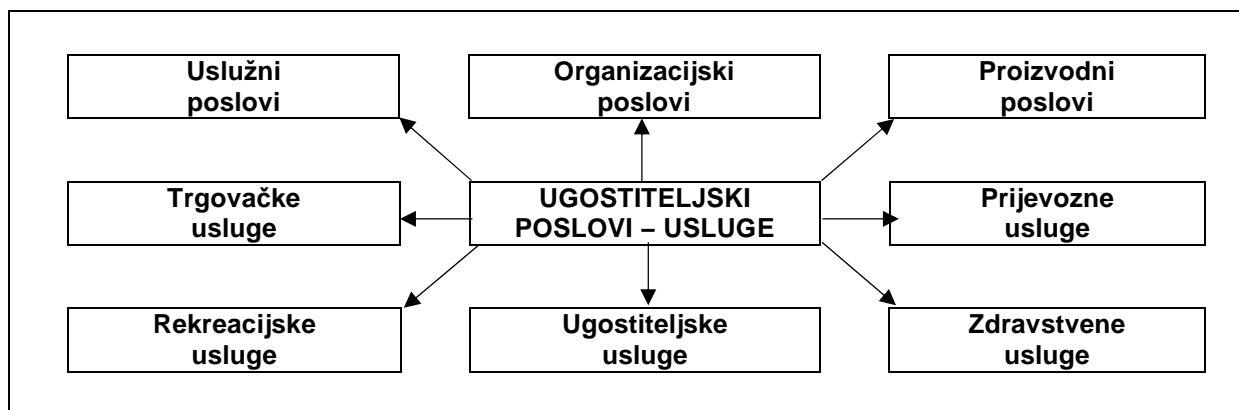 Uslužni
poslovi
Organizacijski
poslovi
Proizvodni
poslovi
Trgovačke
usluge
UGOSTITELJSKI
POSLOVI – USLUGE
Prijevozne
usluge
Rekreacijske
usluge
Ugostiteljske
usluge
Zdravstvene
usluge